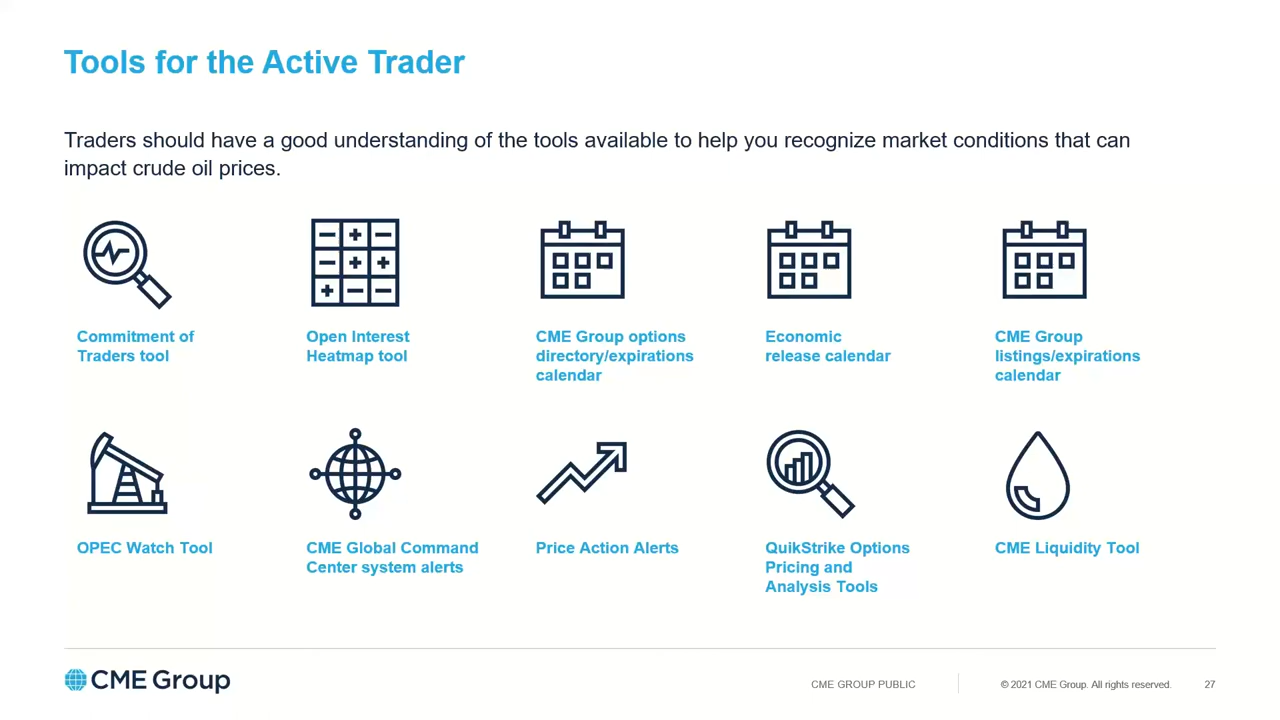 Tools for the Active Trader
Traders should have a good understanding of the tools available to help you recognize market conditions that can
impact crude oil prices.
Commitment of
Traders tool
Open Interest
Heatmap tool
CME Group options
directory/expirations
calendar
Economic
release calendar
CME Group
listings/expirations
calendar
OPEC Watch Tool
CME Global Command
Center system alerts
Price Action Alerts
QuikStrike Options
Pricing and
Analysis Tools
CME Liquidity Tool
CME Group
CME GROUP PUBLIC
© 2021 CME Group. All rights reserved.
27